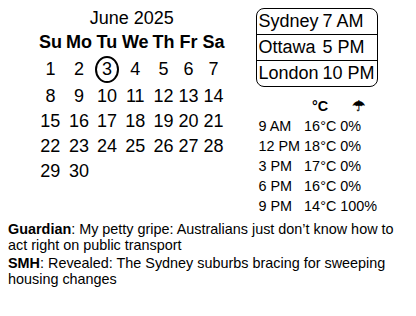 June 2025
Su Mo Tu We Th Fr Sa
1 2 3 4 5 6 7
8 9 10 11 12 13 14
15 16 17 18 19 20 21
22 23 24 25 26 27 28
29 30
Sydney 7 AM
Ottawa 5 PM
London 10 PM
°C ☂
9 AM 16°C 0%
12 PM 18°C 0%
3 PM 17°C 0%
6 PM 16°C 0%
9 PM 14°C 100%
Guardian: My petty gripe: Australians just don’t know how to
act right on public transport
SMH: Revealed: The Sydney suburbs bracing for sweeping
housing changes